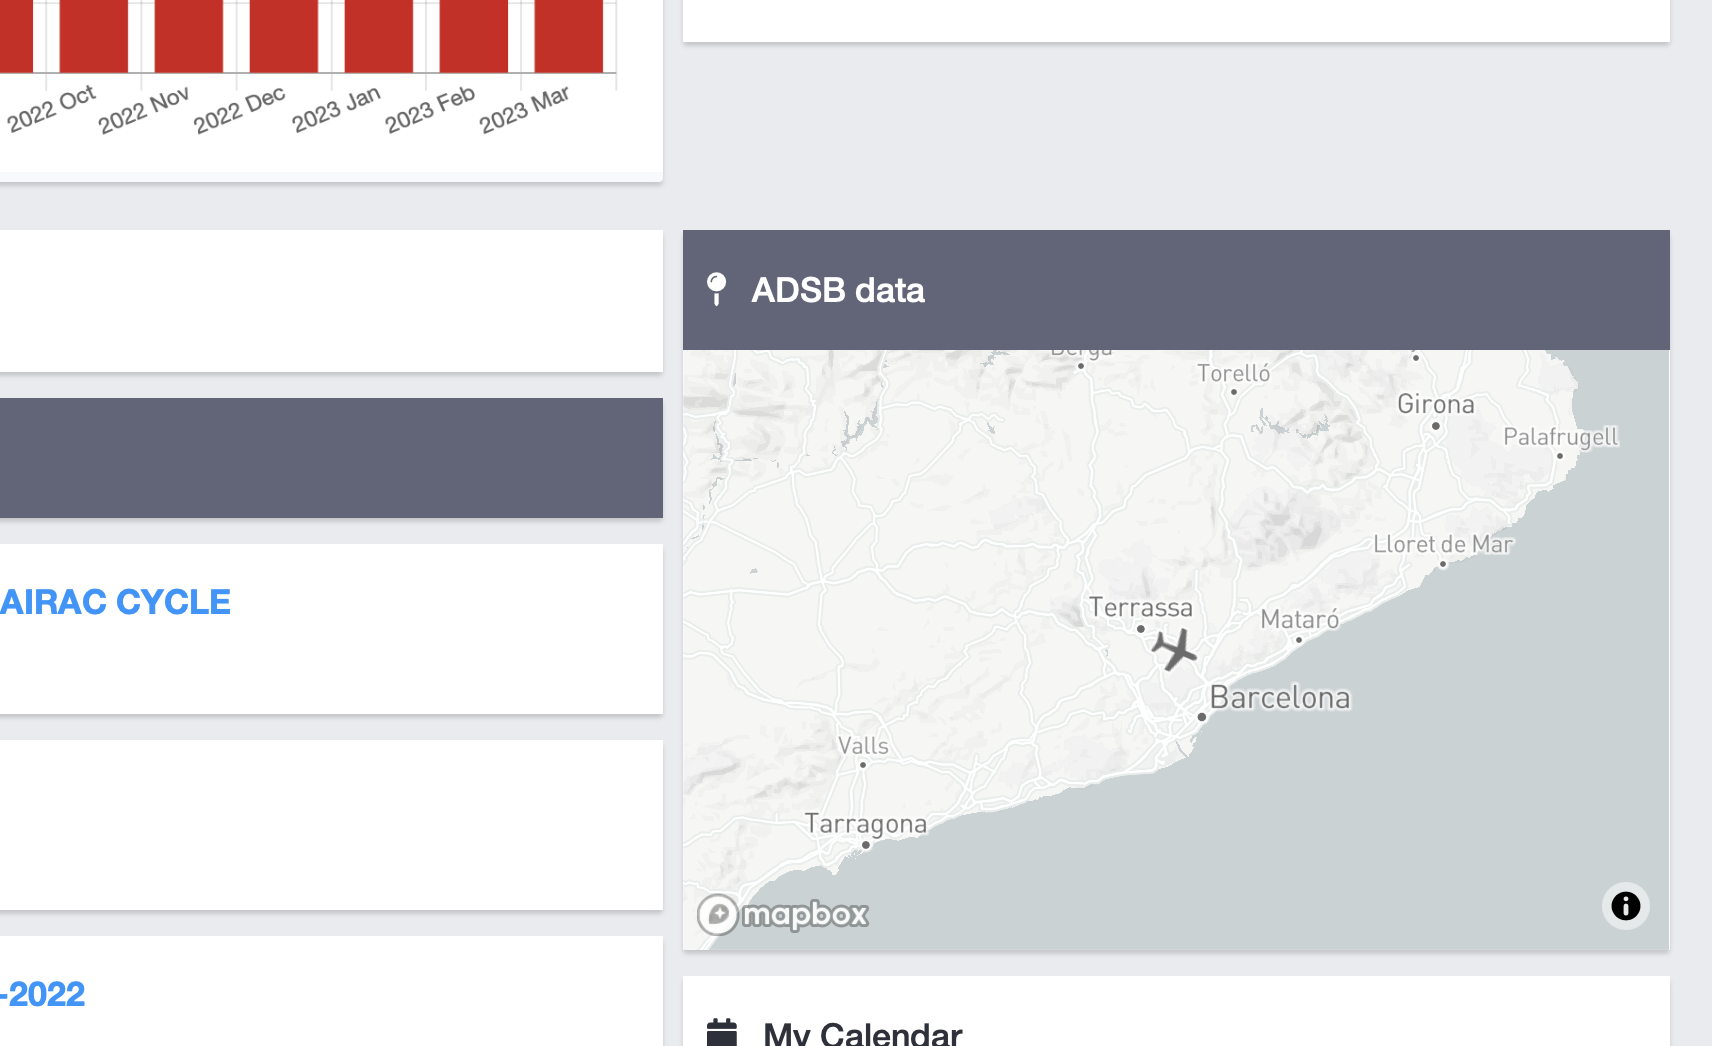 2022 Oct
2022 Nov
2022 Dec
2023 Jan
2023 Feb
2023 Mar
ADSB data
Berga
Torelló
Girona
Palafrugell
Lloret de Mar
Terrassa
Mataró
Barcelona
Valls
Tarragona
mapbox
AIRAC CYCLE
-2022
My Calendar